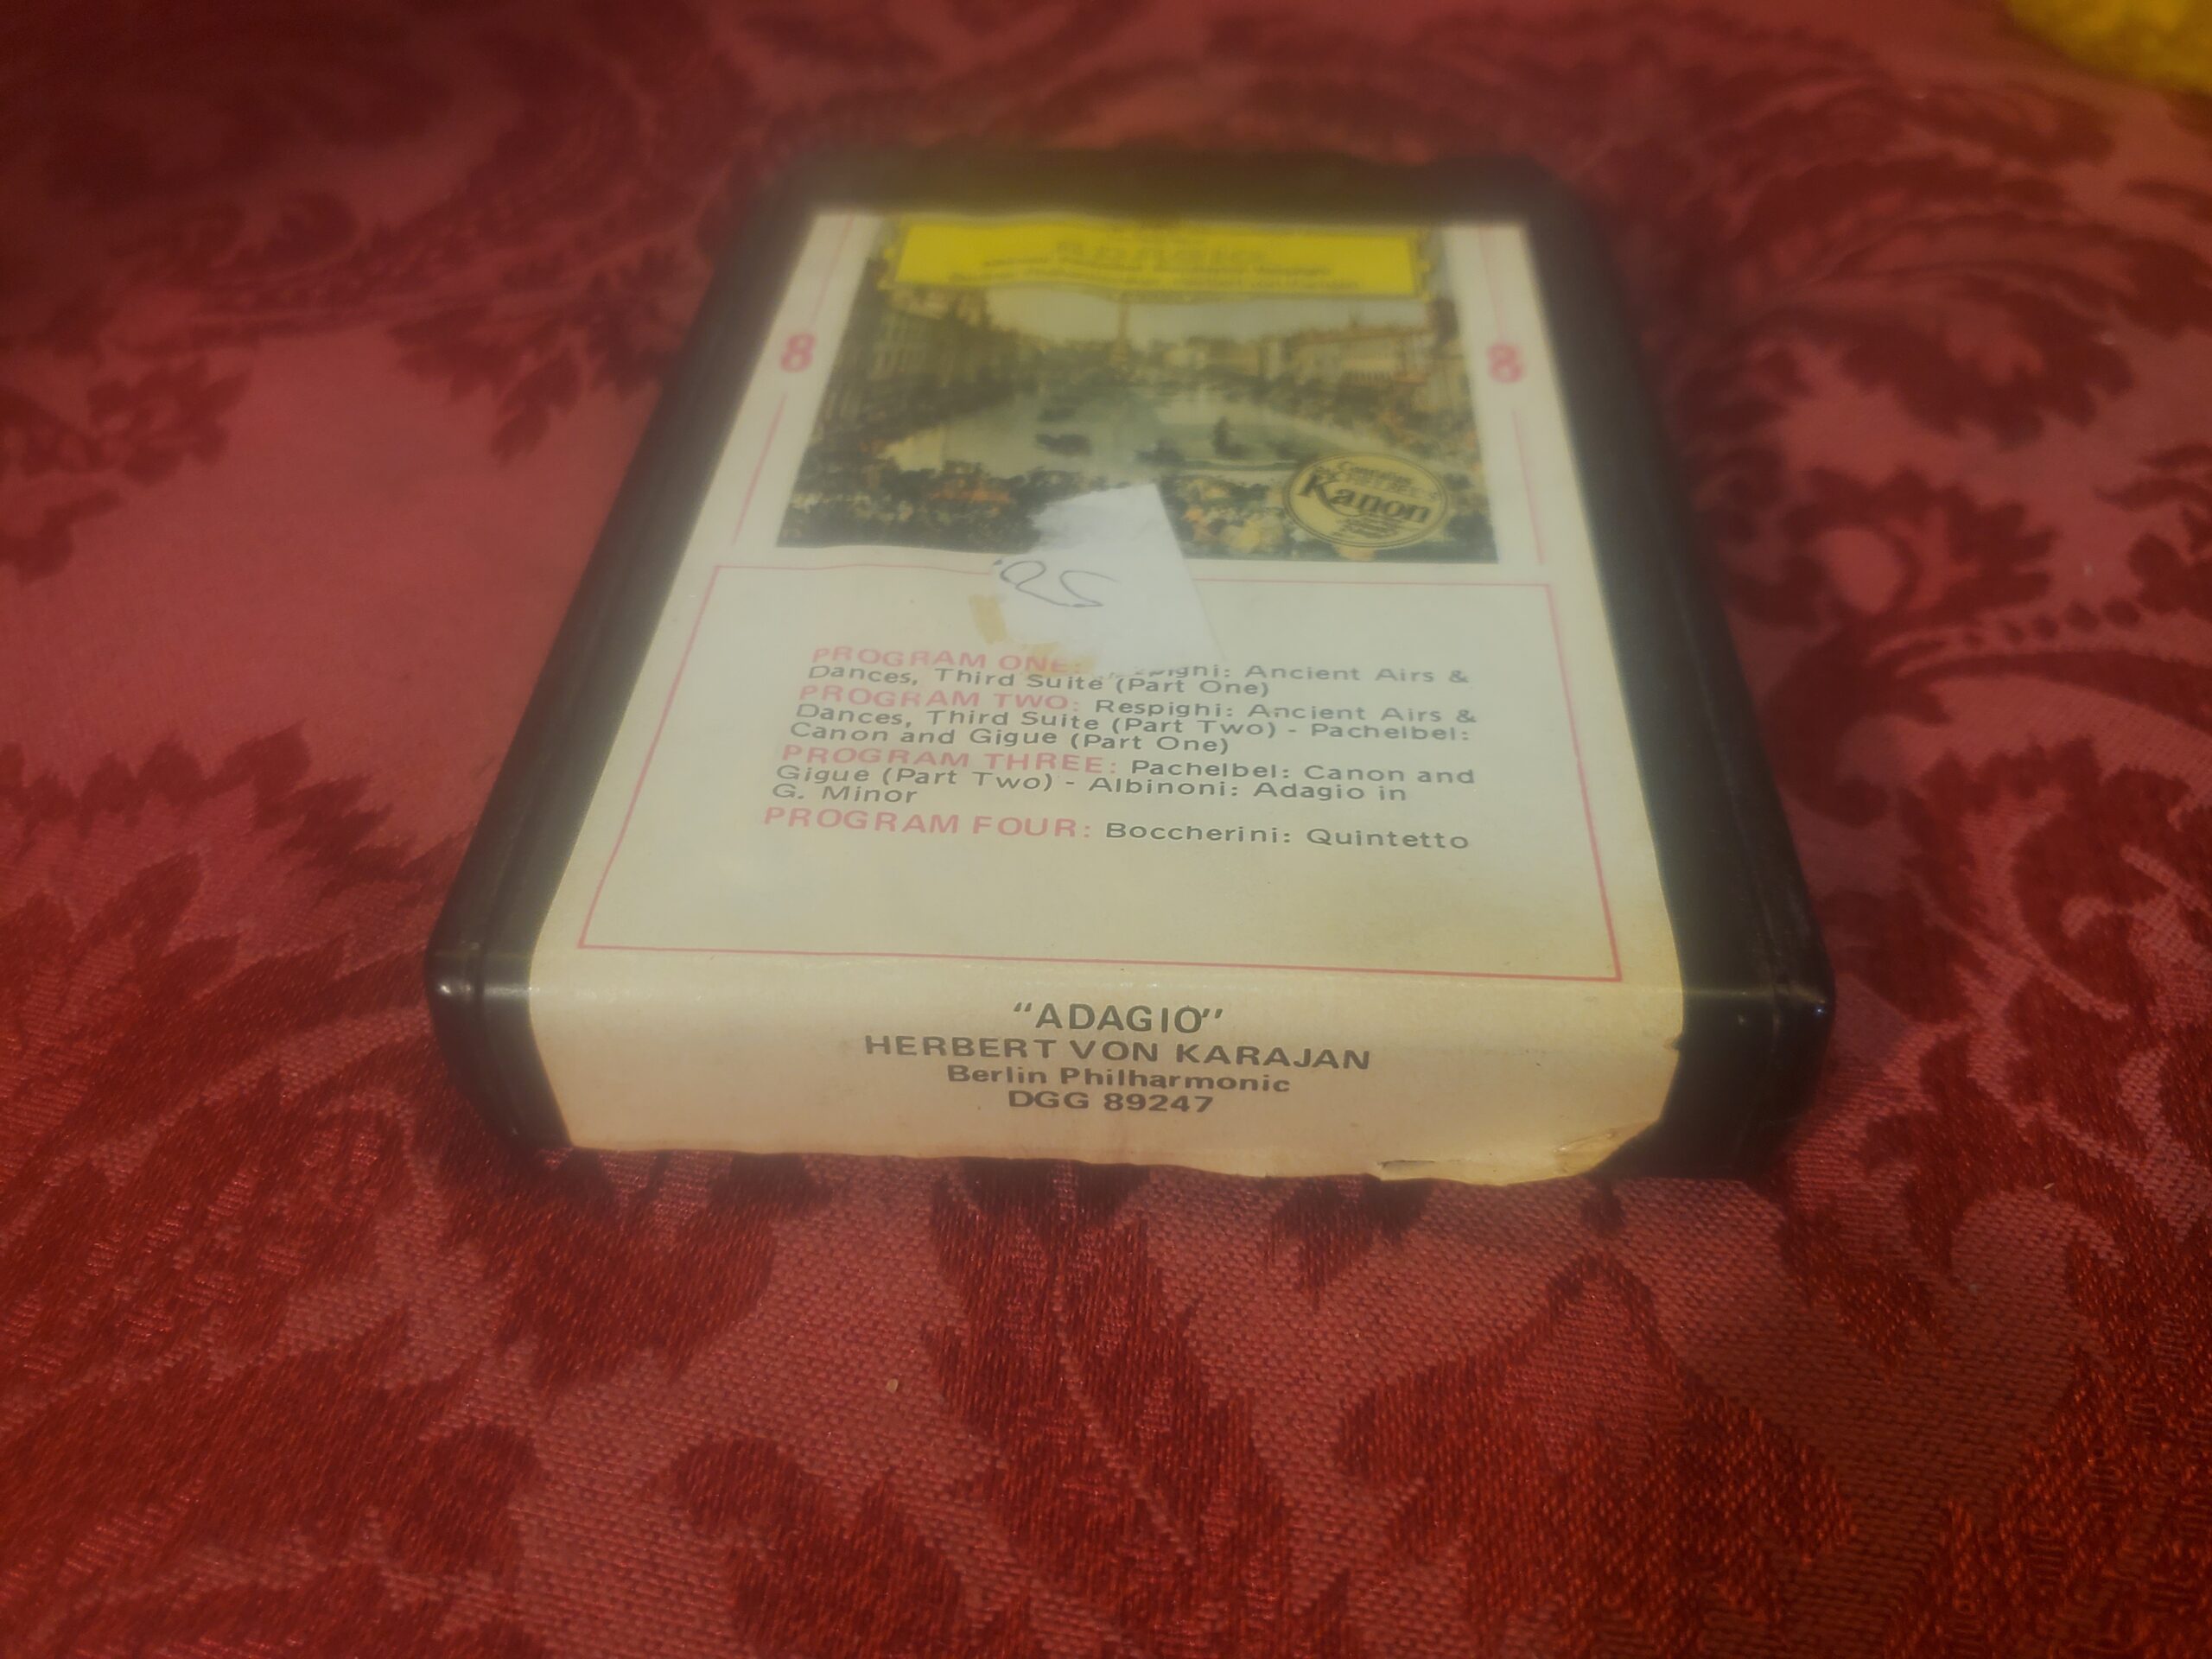 ADAGIO
8 8
Kanon
PROGRAM ONE: Ancient Airs &
Dances, Third Suite (Part One)
PROGRAM TWO: Respighi: Ancient Airs &
Dances, Third Suite (Part Two) - Pachelbel:
Canon and Gigue (Part One)
PROGRAM THREE: Pachelbel: Canon and
Gigue (Part Two) - Albinoni: Adagio in
G. Minor
PROGRAM FOUR: Boccherini: Quintetto
"ADAGIO"
HERBERT VON KARAJAN
Berlin Philharmonic
DGG 89247